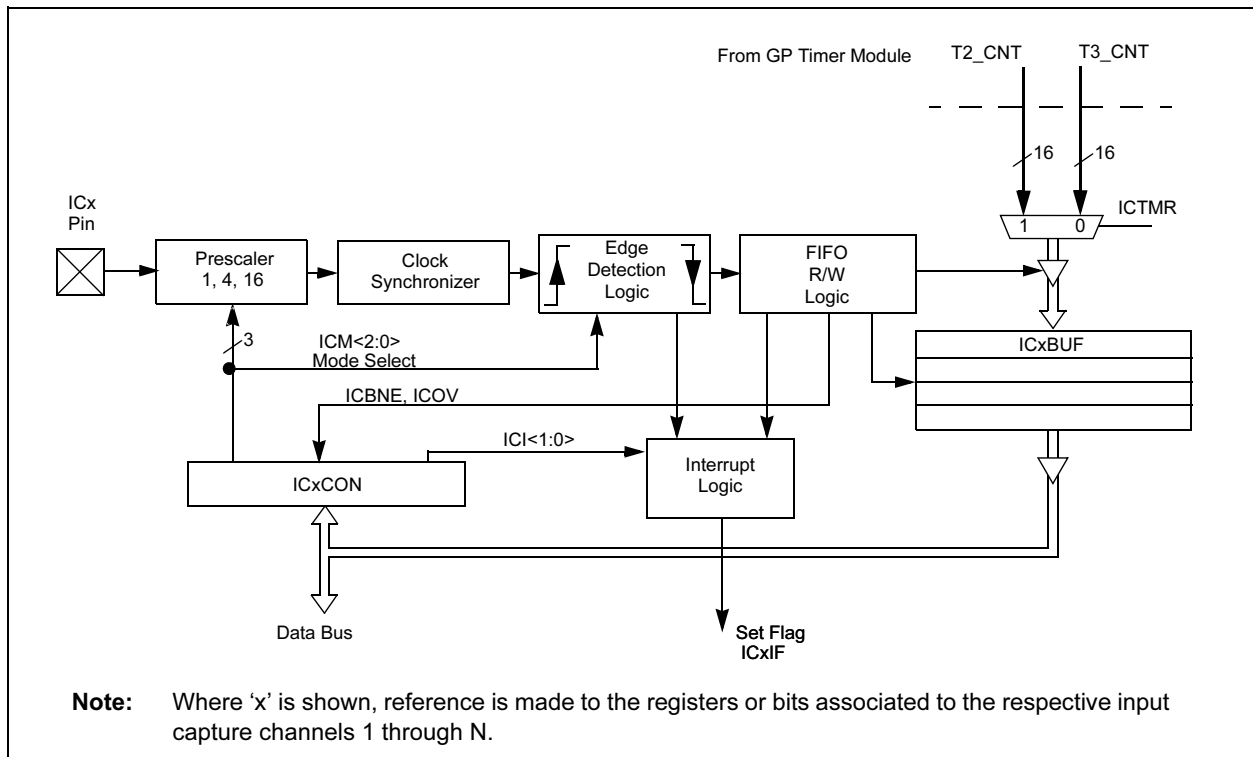 From GP Timer Module
T2_CNT
T3_CNT
16
16
ICx
Pin
1
0
ICTMR
Prescaler
1, 4, 16
Clock
Synchronizer
Edge
Detection
Logic
FIFO
R/W
Logic
3
ICM<2:0>
Mode Select
ICxBUF
ICBNE, ICOV
ICI<1:0>
ICxCON
Interrupt
Logic
Data Bus
Set Flag
ICxIF
Note: Where ‘x’ is shown, reference is made to the registers or bits associated to the respective input
capture channels 1 through N.